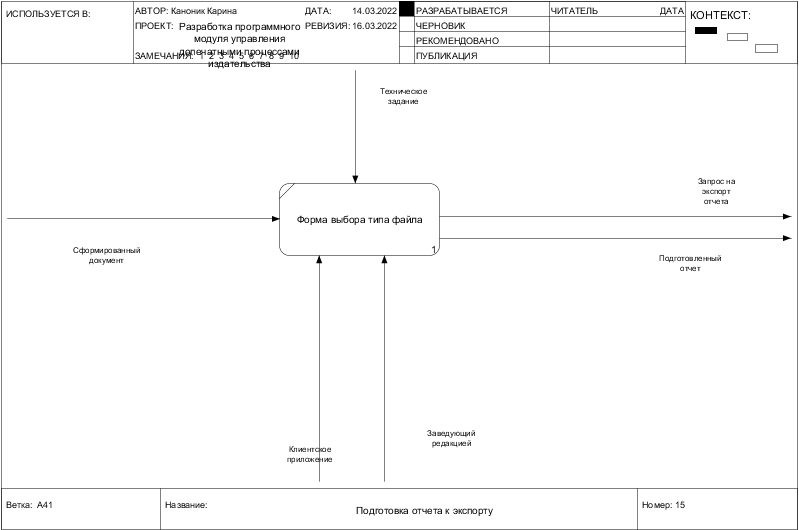 ИСПОЛЬЗУЕТСЯ В:
АВТОР: Каноник Карина
ДАТА: 14.03.2022
РАЗРАБАТЫВАЕТСЯ
ЧИТАТЕЛЬ
ДАТА
КОНТЕКСТ:
ПРОЕКТ: Разработка программного
модуля управления
допечатными процессами
издательства
РЕВИЗИЯ: 16.03.2022
ЧЕРНОВИК
РЕКОМЕНДОВАНО
ЗАМЕЧАНИЯ: 1 2 3 4 5 6 7 8 9 10
ПУБЛИКАЦИЯ
Техническое
задание
Запрос на
экспорт
отчета
Форма выбора типа файла
1
Сформированный
документ
Подготовленный
отчет
Клиентское
приложение
Заведующий
редакцией
Ветка: A41
Название:
Подготовка отчета к экспорту
Номер: 15